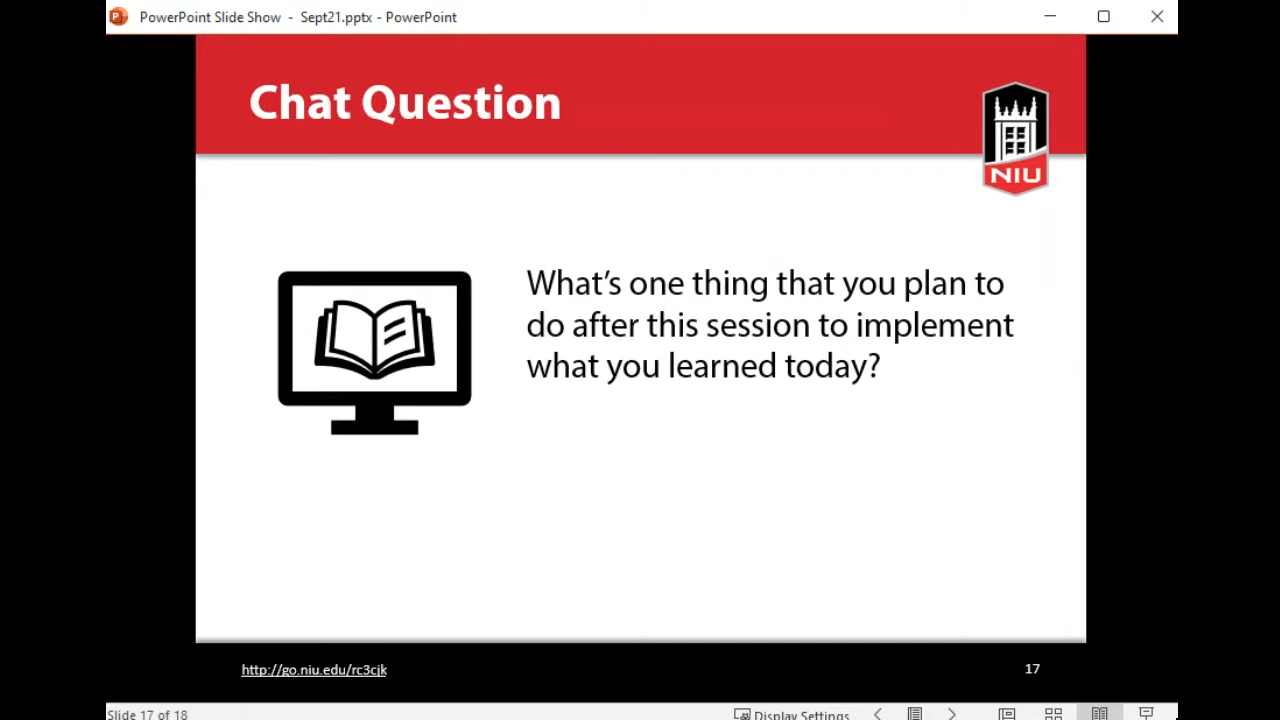 PowerPoint Slide Show - Sept21.pptx - PowerPoint
Chat Question
NIU
What's one thing that you plan to
do after this session to implement
what you learned today?
http://go.niu.edu/rc3cjk
17
Slide 17 of 18
Display Settings